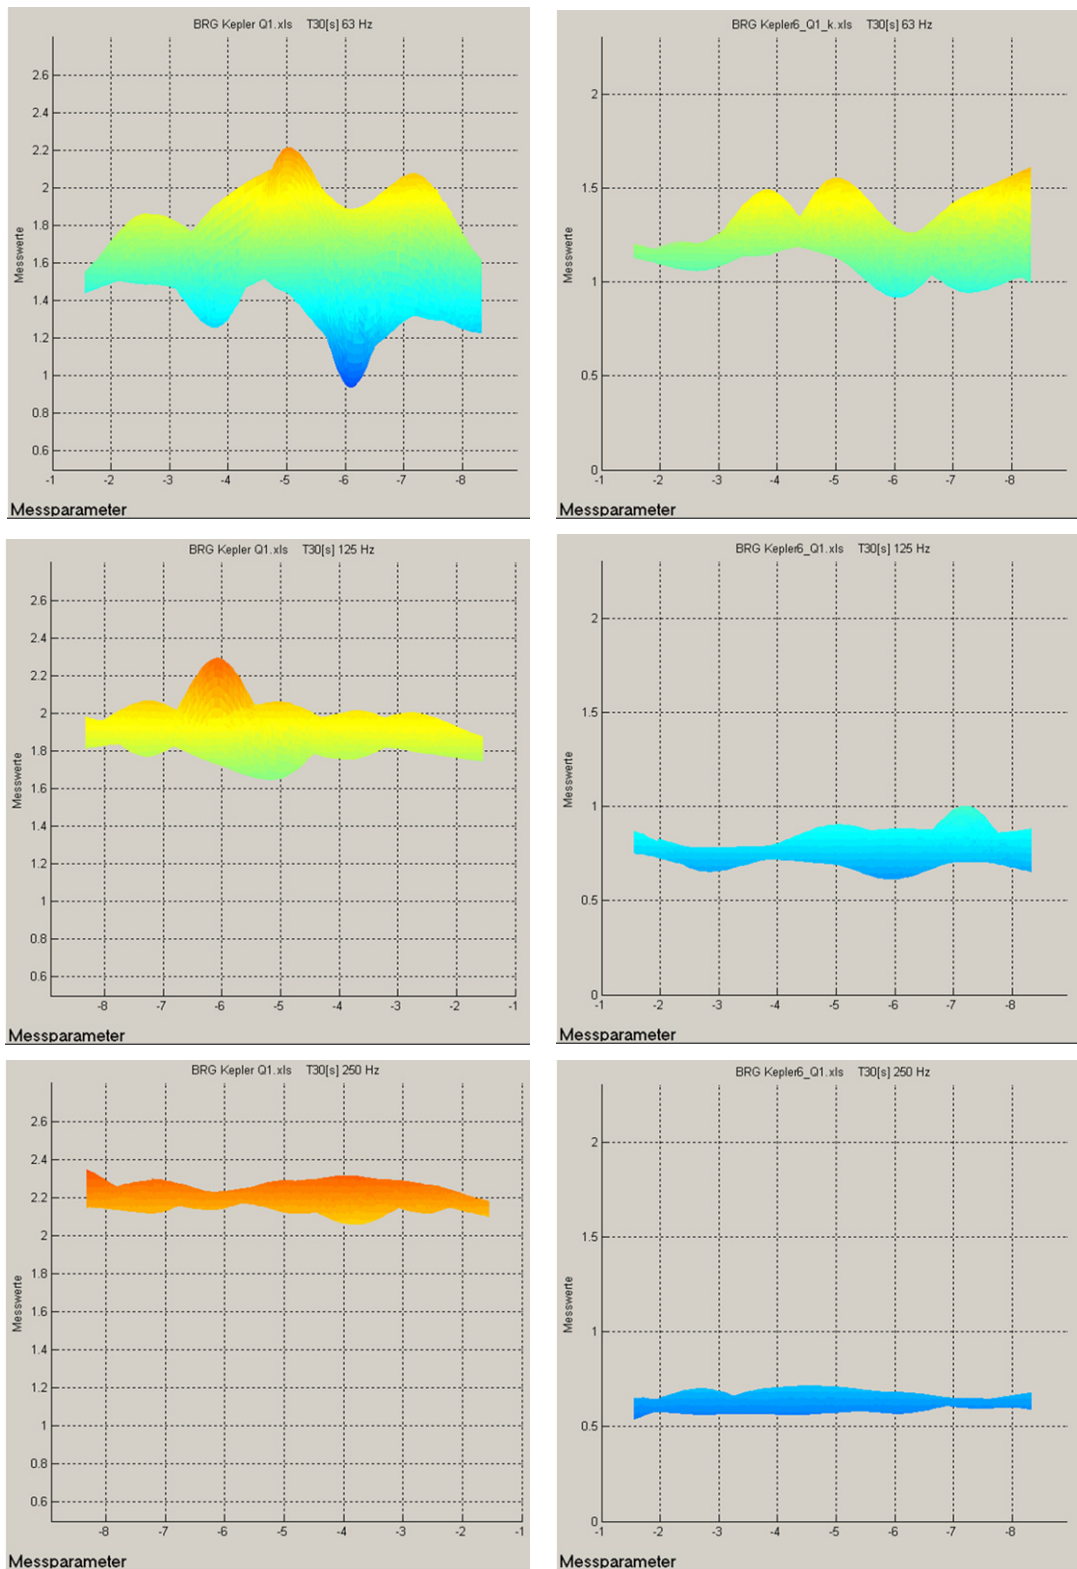 BRG Kepler Q1.xls T30[s] 63 Hz
2.6
2.4
2.2
2
1.8
1.6
1.4
1.2
1
0.8
0.6
Messwerte
-1 -2 -3 -4 -5 -6 -7 -8
Messparameter
BRG Kepler6_Q1_k.xls T30[s] 63 Hz
2
1.5
1
0.5
0
Messwerte
-1 -2 -3 -4 -5 -6 -7 -8
Messparameter
BRG Kepler Q1.xls T30[s] 125 Hz
2.6
2.4
2.2
2
1.8
1.6
1.4
1.2
1
0.8
0.6
Messwerte
-8 -7 -6 -5 -4 -3 -2 -1
Messparameter
BRG Kepler6_Q1.xls T30[s] 125 Hz
2
1.5
1
0.5
0
Messwerte
-1 -2 -3 -4 -5 -6 -7 -8
Messparameter
BRG Kepler Q1.xls T30[s] 250 Hz
2.6
2.4
2.2
2
1.8
1.6
1.4
1.2
1
0.8
0.6
Messwerte
-8 -7 -6 -5 -4 -3 -2 -1
Messparameter
BRG Kepler6_Q1.xls T30[s] 250 Hz
2
1.5
1
0.5
0
Messwerte
-1 -2 -3 -4 -5 -6 -7 -8
Messparameter